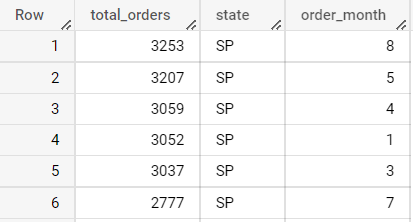 Row total_orders state order_month
1 3253 SP 8
2 3207 SP 5
3 3059 SP 4
4 3052 SP 1
5 3037 SP 3
6 2777 SP 7